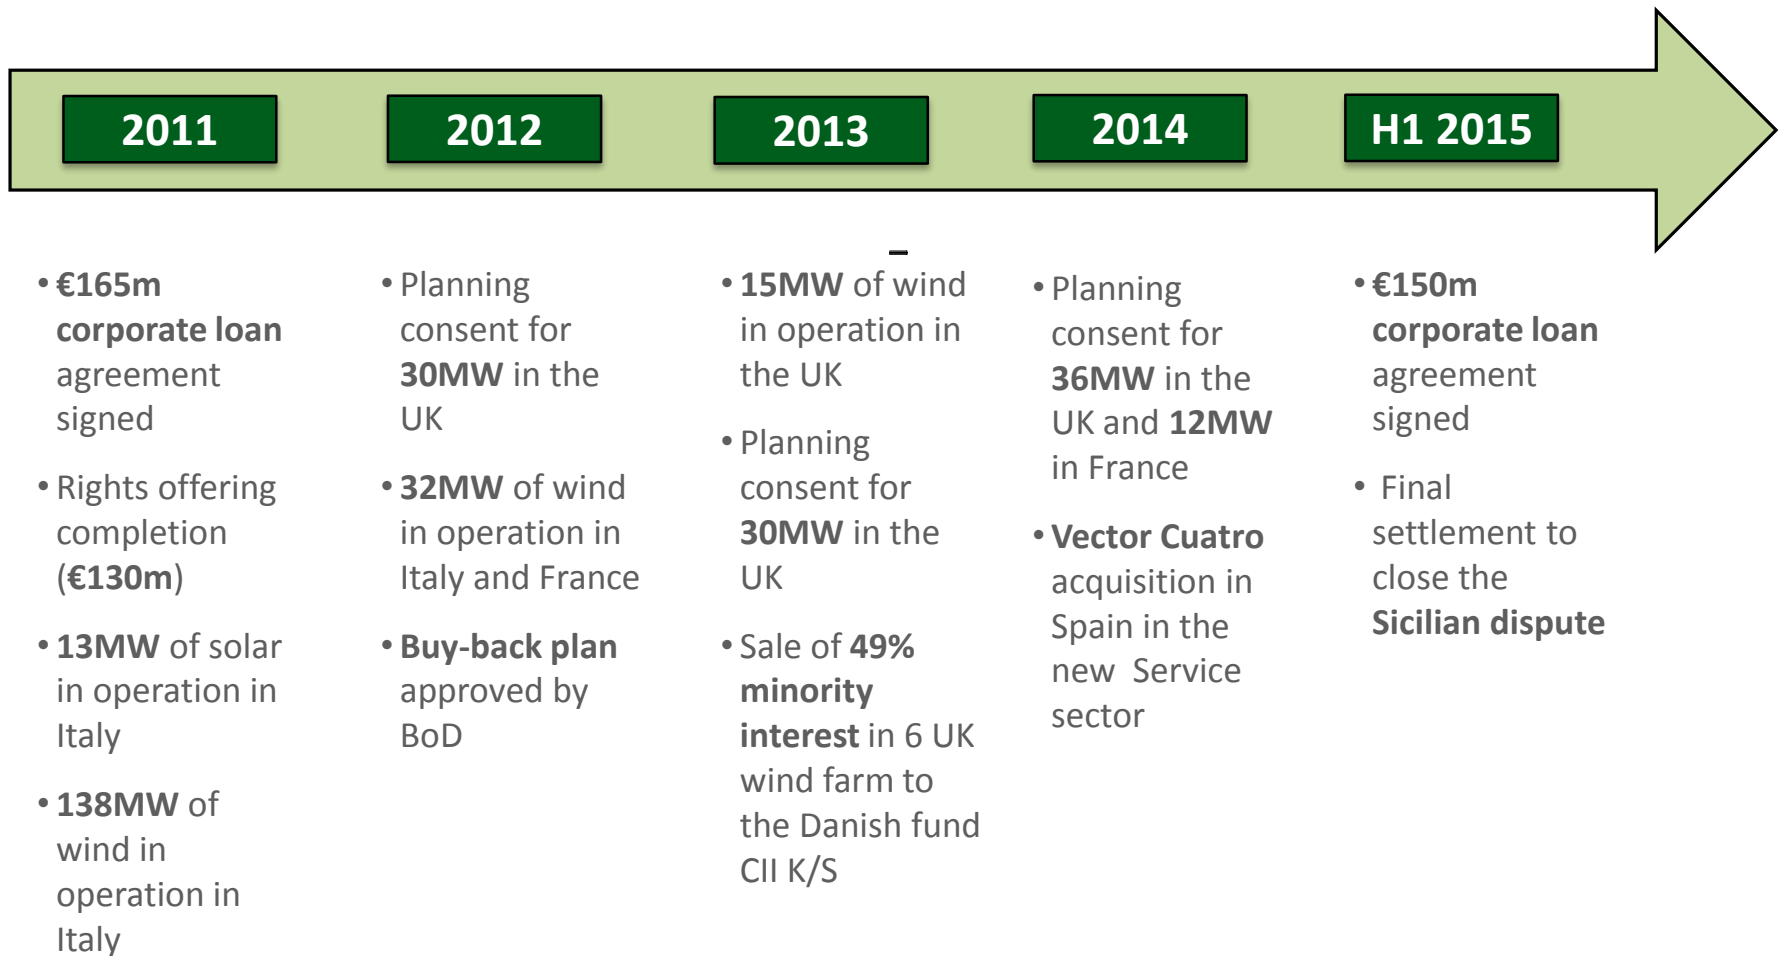 2011
2012
2013
2014
H1 2015
• €165m
corporate loan
agreement
signed
• Rights offering
completion
(€130m)
• 13MW of solar
in operation in
Italy
• 138MW of
wind in
operation in
Italy
• Planning
consent for
30MW in the
UK
• 32MW of wind
in operation in
Italy and France
• Buy-back plan
approved by
BoD
• 15MW of wind
in operation in
the UK
• Planning
consent for
30MW in the
UK
• Sale of 49%
minority
interest in 6 UK
wind farm to
the Danish fund
CII K/S
• Planning
consent for
36MW in the
UK and 12MW
in France
• Vector Cuatro
acquisition in
Spain in the
new Service
sector
• €150m
corporate loan
agreement
signed
• Final
settlement to
close the
Sicilian dispute